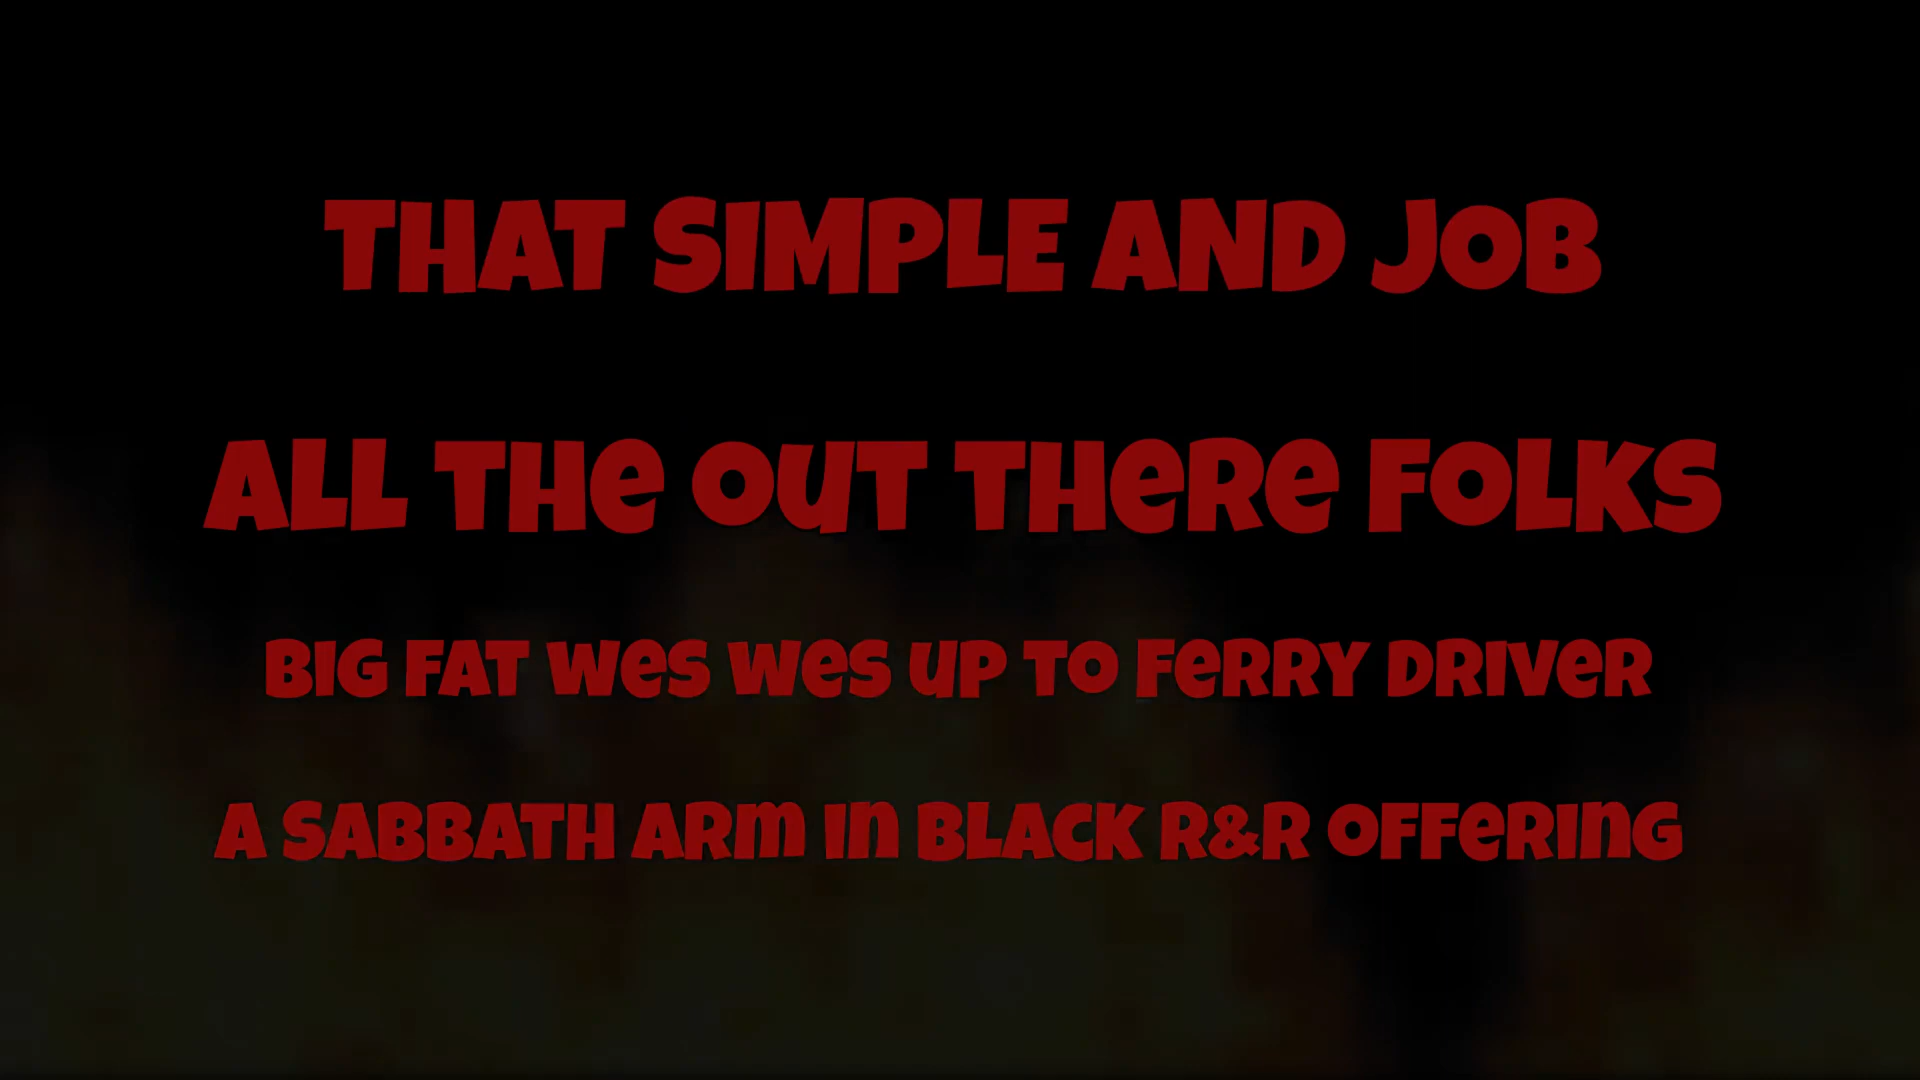 THAT SIMPLE AND JOB
ALL THE OUT THERE FOLKS
BIG FAT WES WES UP TO FERRY DRIVER
A SABBATH ARM IN BLACK R&R OFFERING